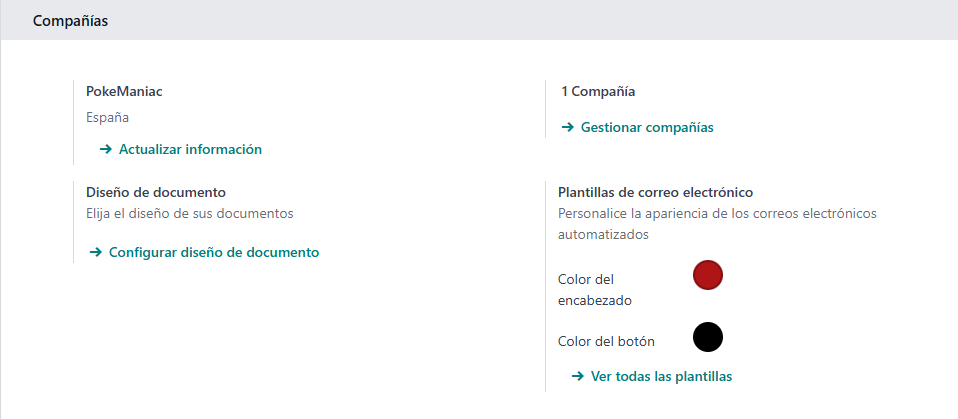 Compañías
PokeManiac
España
→ Actualizar información
1 Compañía
→ Gestionar compañías
Diseño de documento
Elija el diseño de sus documentos
→ Configurar diseño de documento
Plantillas de correo electrónico
Personalice la apariencia de los correos electrónicos
automatizados
Color del
encabezado
Color del botón
→ Ver todas las plantillas